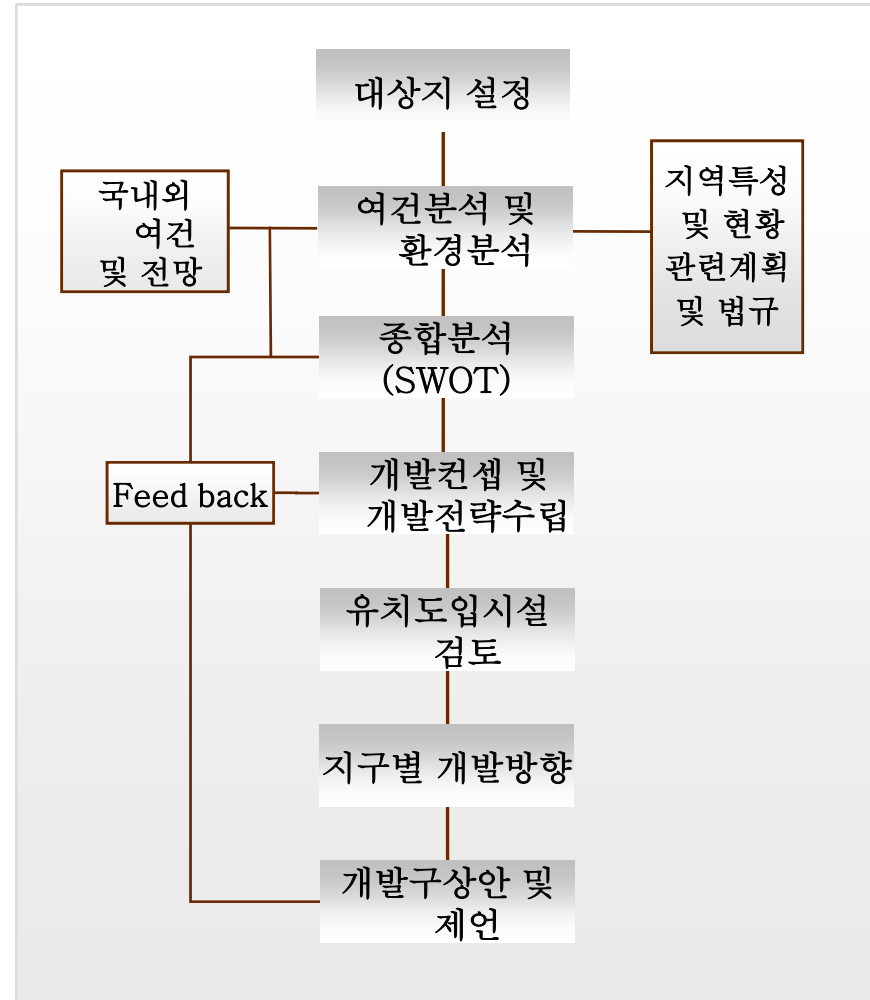 대상지 설정
국내외
여건
및 전망
여건분석 및
환경분석
지역특성
및 현황
관련계획
및 법규
종합분석
(SWOT)
Feed back
개발컨셉 및
개발전략수립
유치도입시설
검토
지구별 개발방향
개발구상안 및
제언